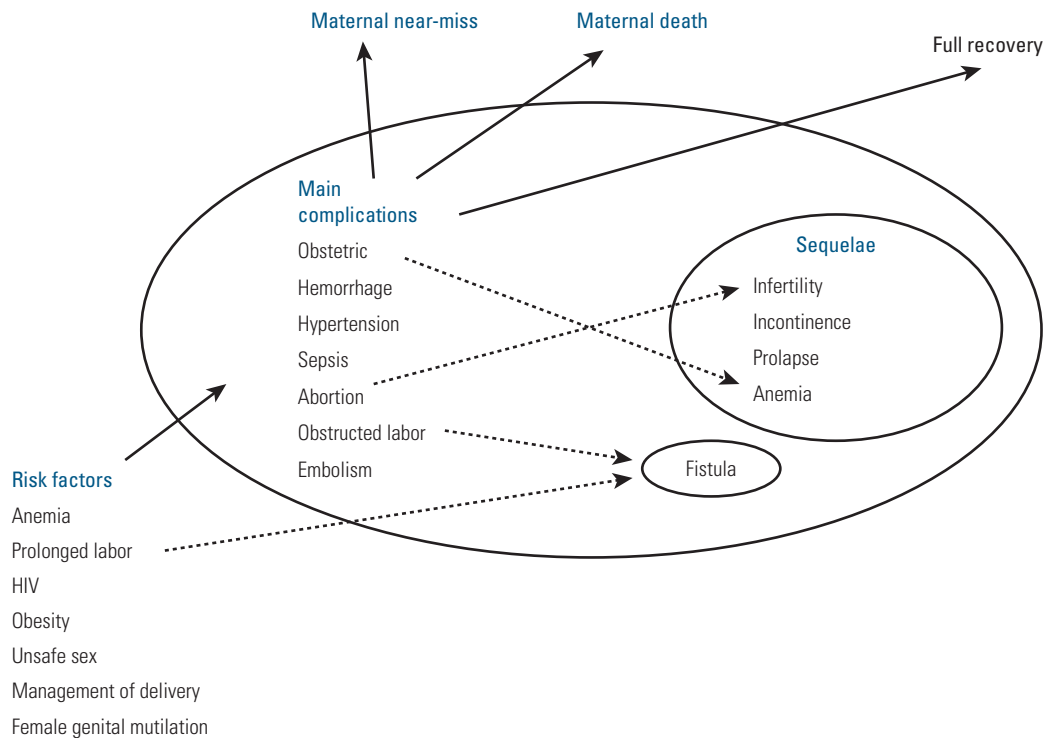 Maternal near-miss
Maternal death
Full recovery
Main
complications
Obstetric
Hemorrhage
Hypertension
Sepsis
Abortion
Obstructed labor
Embolism
Sequelae
Infertility
Incontinence
Prolapse
Anemia
Fistula
Risk factors
Anemia
Prolonged labor
HIV
Obesity
Unsafe sex
Management of delivery
Female genital mutilation